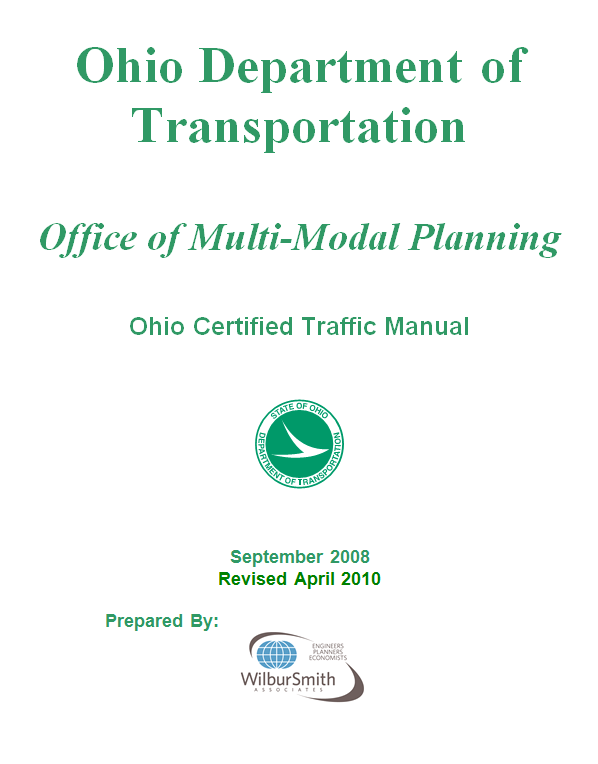 Ohio Department of
Transportation
Office of Multi-Modal Planning
Ohio Certified Traffic Manual
STATE OF OHIO
DEPARTMENT OF TRANSPORTATION
September 2008
Revised April 2010
Prepared By:
ENGINEERS
PLANNERS
ECONOMISTS
WilburSmith
ASSOCIATES